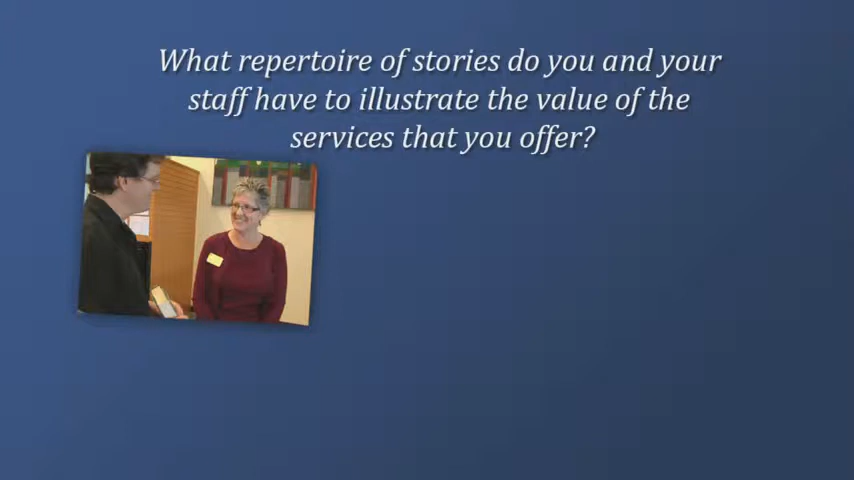 What repertoire of stories do you and your
staff have to illustrate the value of the
services that you offer?